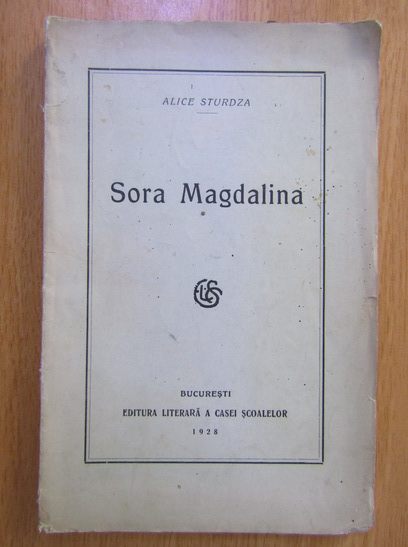 ALICE STURDZA
Sora Magdalina
BUCUREȘTI
EDITURA LITERARĂ A CASEI ȘCOALELOR
1928